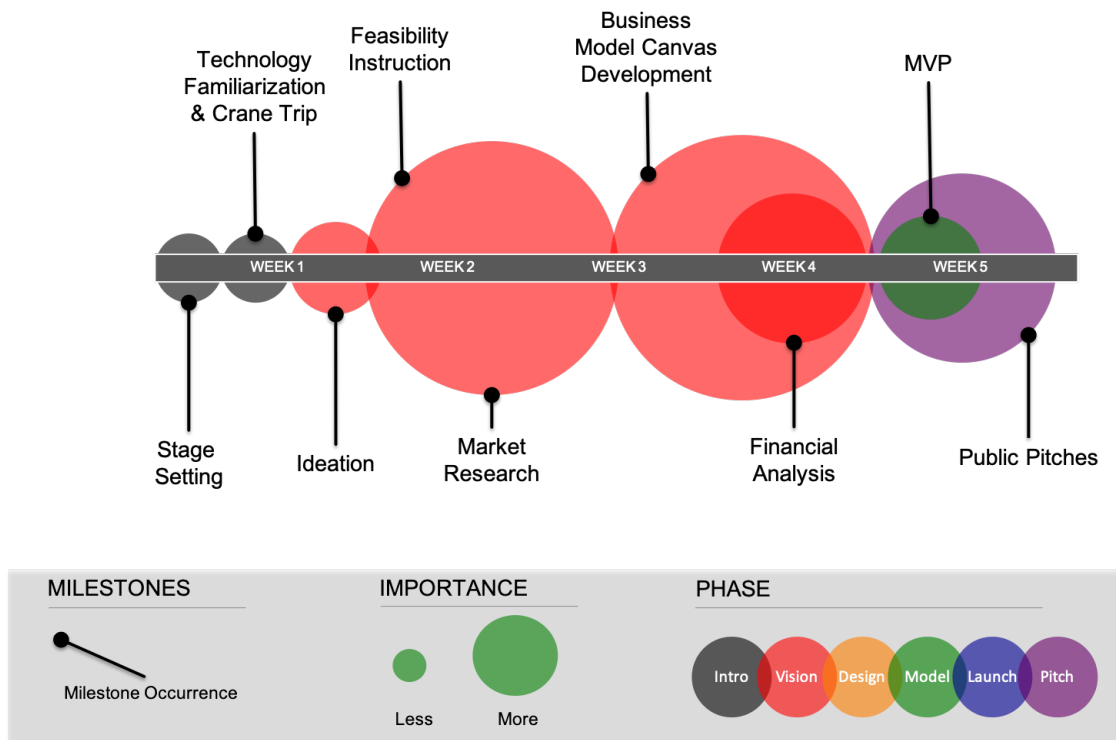 Technology
Familiarization
& Crane Trip
Feasibility
Instruction
Business
Model Canvas
Development
MVP
WEEK 1
WEEK 2
WEEK 3
WEEK 4
WEEK 5
Stage
Setting
Ideation
Market
Research
Financial
Analysis
Public Pitches
MILESTONES
Milestone Occurrence
IMPORTANCE
Less
More
PHASE
Intro
Vision
Design
Model
Launch
Pitch